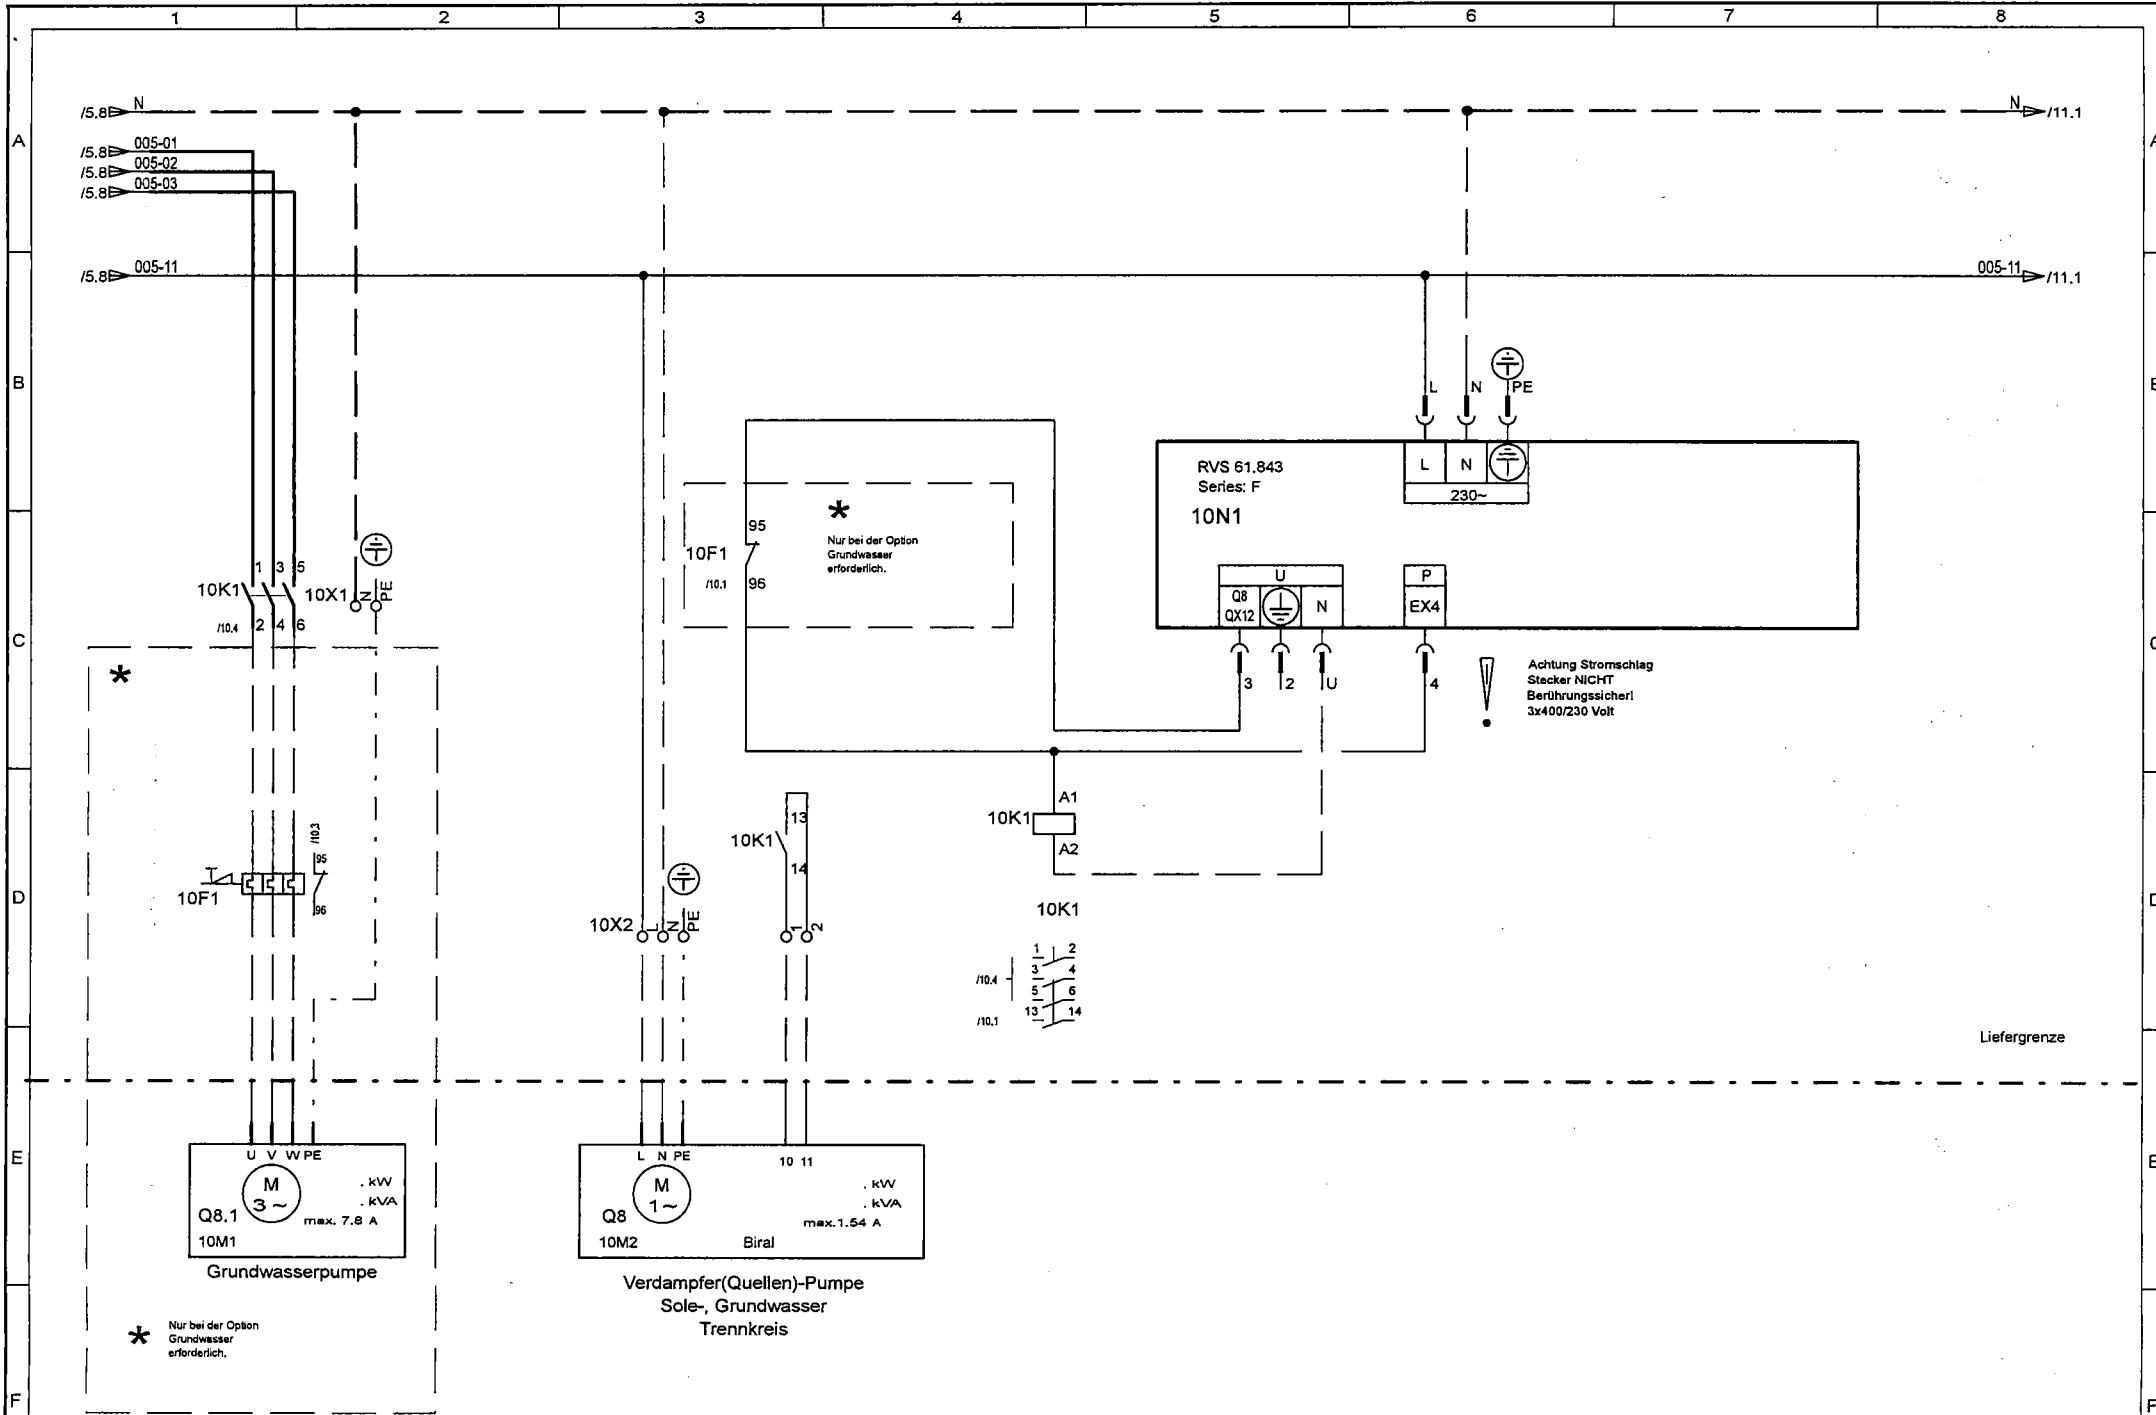 1 2 3 4 5 6 7 8
/5.8 N N /11.1
A
/5.8 005-01
/5.8 005-02
/5.8 005-03
/5.8 005-11 005-11 /11.1
B
L N PE
RVS 61.843
Series: F
10N1
L N
230~
95
10F1
/10.1 96
*
Nur bei der Option
Grundwasser
erforderlich.
U
Q8
QX12
N
P
EX4
3 2 U 4
Achtung Stromschlag
Stecker NICHT
Berührungssicher!
3x400/230 Volt
C
10K1 1 3 5
/10.4 2 4 6
10X1 N PE
*
D
10F1
/10.3
95
96
10X2 L N PE
10K1 13
14
1 2
10K1 A1
A2
10K1
1 2
3 4
/10.4
5 6
13 14
/10.1
Liefergrenze
E E
U V W PE
M
3 ~
. kW
. kVA
max. 7.8 A
Q8.1
10M1
Grundwasserpumpe
L N PE 10 11
M
1 ~
. kW
. kVA
max. 1.54 A
Q8
10M2 Biral
Verdampfer(Quellen)-Pumpe
Sole-, Grundwasser
Trennkreis
*
Nur bei der Option
Grundwasser
erforderlich.
F F